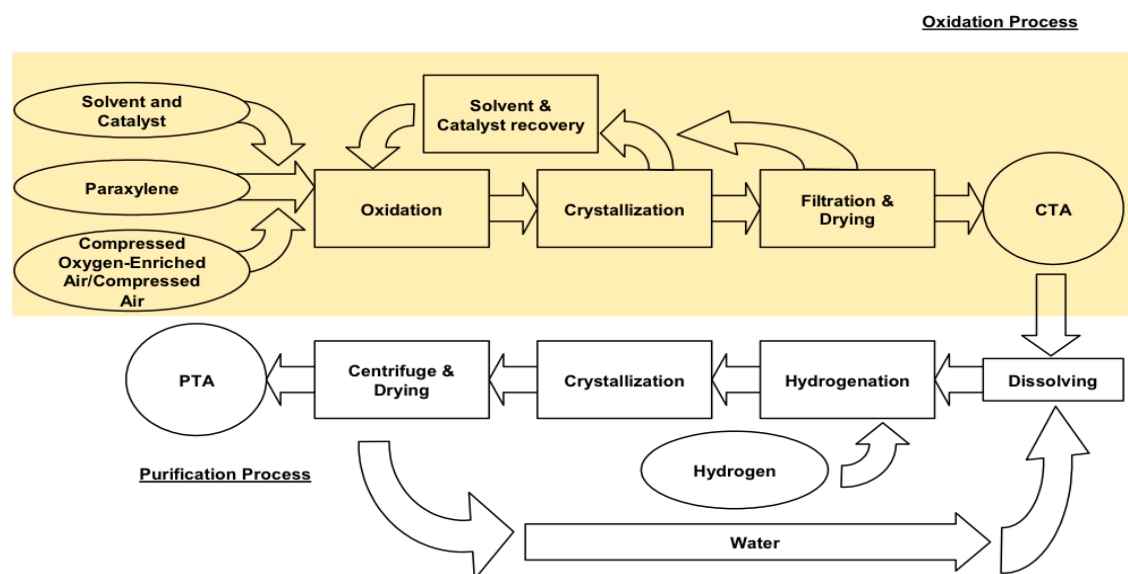 Oxidation Process
Solvent and
Catalyst
Solvent &
Catalyst recovery
Paraxylene
Oxidation
Crystallization
Filtration &
Drying
CTA
Compressed
Oxygen-Enriched
Air/Compressed
Air
PTA
Centrifuge &
Drying
Crystallization
Hydrogenation
Dissolving
Purification Process
Hydrogen
Water